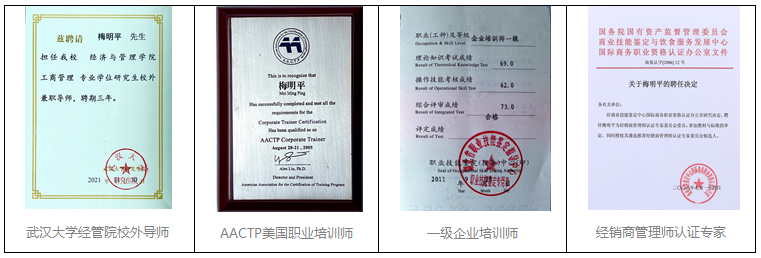 兹聘请 梅明平 先生
担任我校 经济与管理学院
工商管理 专业学位研究生校外
兼职导师，聘期三年。
2021
武汉大学经管院校外导师
This is to recognize that
梅明平
Mei Ming Ping
Has successfully completed and met all the
requirements for the
Corporate Trainer Certification
Has been qualified as an
AACTP Corporate Trainer
August 20-21, 2005
Alex Liu, Ph.D.
Director and President
American Association for the Certification of Training Program
AACTP美国职业培训师
职业(工种)及等级 企业培训师一级
Occupation & Skill Level
理论知识考试成绩 69.0
Result of Theoretical Knowledge Test
操作技能考核成绩 62.0
Result of Operational Skill Test
综合评审成绩 73.0
Result of Integrated Test
合格
评定成绩
Result of Test
2011 年
Year
一级企业培训师
国务院国有资产监督管理委员会
商业技能鉴定与饮食服务发展中心
国际商务职业资格认证办公室文件
关于梅明平的聘任决定
各有关单位：
经销商管理师认证专家